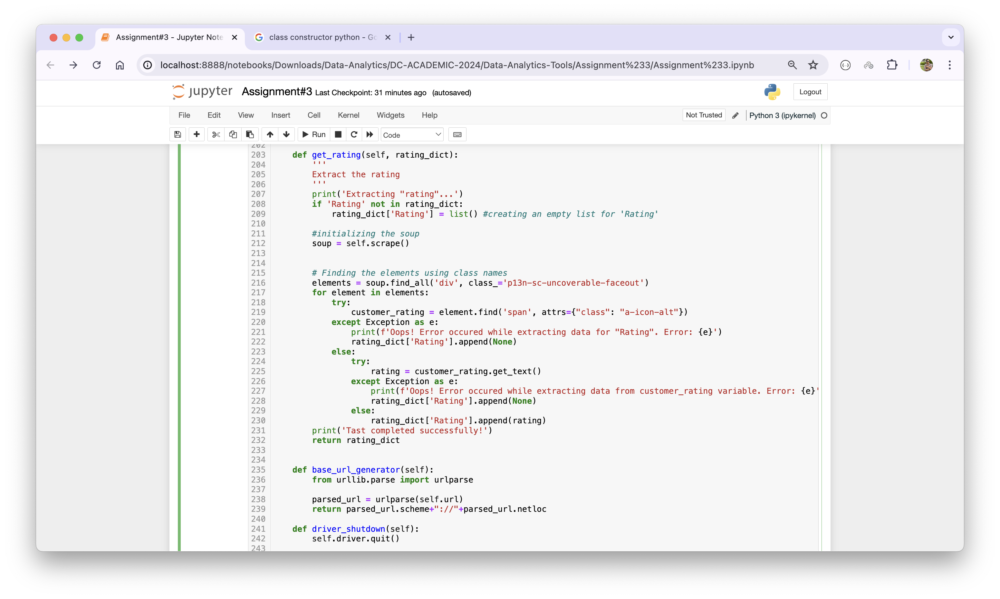 Assignment#3 - Jupyter Note
class constructor python - Go
localhost:8888/notebooks/Downloads/Data-Analytics/DC-ACADEMIC-2024/Data-Analytics-Tools/Assignment%233/Assignment%233.ipynb
jupyter Assignment#3 Last Checkpoint: 31 minutes ago (autosaved)
Logout
File Edit View Insert Cell Kernel Widgets Help
Not Trusted Python 3 (ipykernel)
Run Code
202
203 def get_rating(self, rating_dict):
204 '''
205 Extract the rating
206 '''
207 print('Extracting "rating"...')
208 if 'Rating' not in rating_dict:
209 rating_dict['Rating'] = list() #creating an empty list for 'Rating'
210
211 #initializing the soup
212 soup = self.scrape()
213
214
215 # Finding the elements using class names
216 elements = soup.find_all('div', class_='p13n-sc-uncoverable-faceout')
217 for element in elements:
218 try:
219 customer_rating = element.find('span', attrs={"class": "a-icon-alt"})
220 except Exception as e:
221 print(f'Oops! Error occured while extracting data for "Rating". Error: {e}')
222 rating_dict['Rating'].append(None)
223 else:
224 try:
225 rating = customer_rating.get_text()
226 except Exception as e:
227 print(f'Oops! Error occured while extracting data from customer_rating variable. Error: {e}'
228 rating_dict['Rating'].append(None)
229 else:
230 rating_dict['Rating'].append(rating)
231 print('Tast completed successfully!')
232 return rating_dict
233
234
235 def base_url_generator(self):
236 from urllib.parse import urlparse
237
238 parsed_url = urlparse(self.url)
239 return parsed_url.scheme+"://"+parsed_url.netloc
240
241 def driver_shutdown(self):
242 self.driver.quit()
243